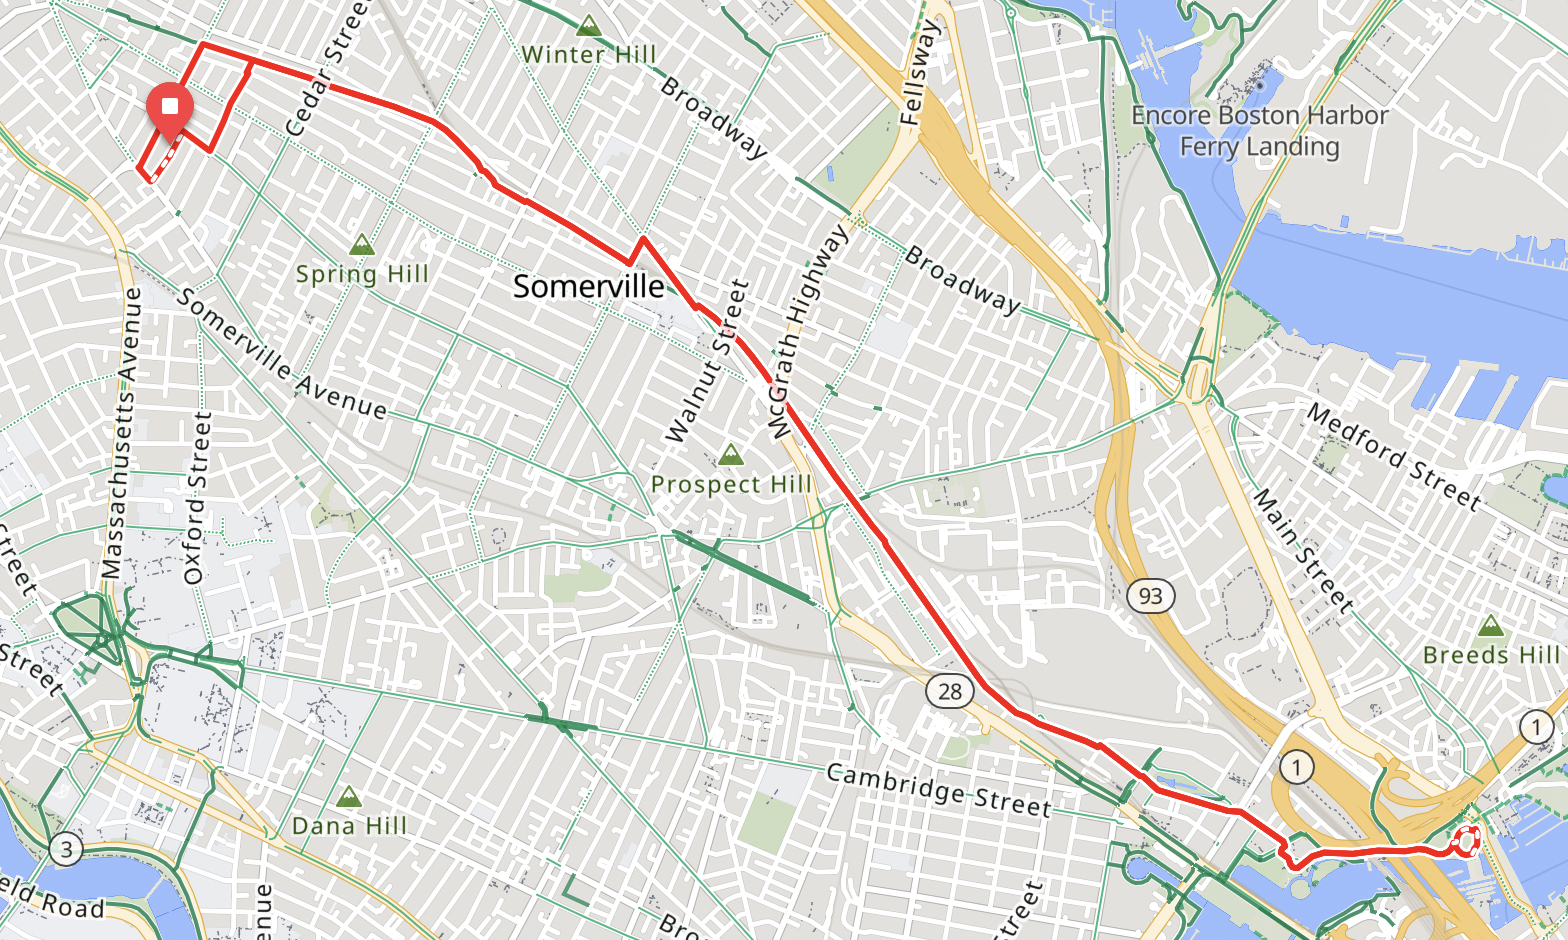 Winter Hill
Cedar Street
Broadway
Fellsway
Encore Boston Harbor
Ferry Landing
Spring Hill
Somerville
Broadway
McGrath Highway
Walnut Street
Somerville Avenue
Massachusetts Avenue
Oxford Street
Prospect Hill
Medford Street
Main Street
93
Breeds Hill
Street
Street
28
1
1
Cambridge Street
Dana Hill
3
eld Road
enue
Bro
street